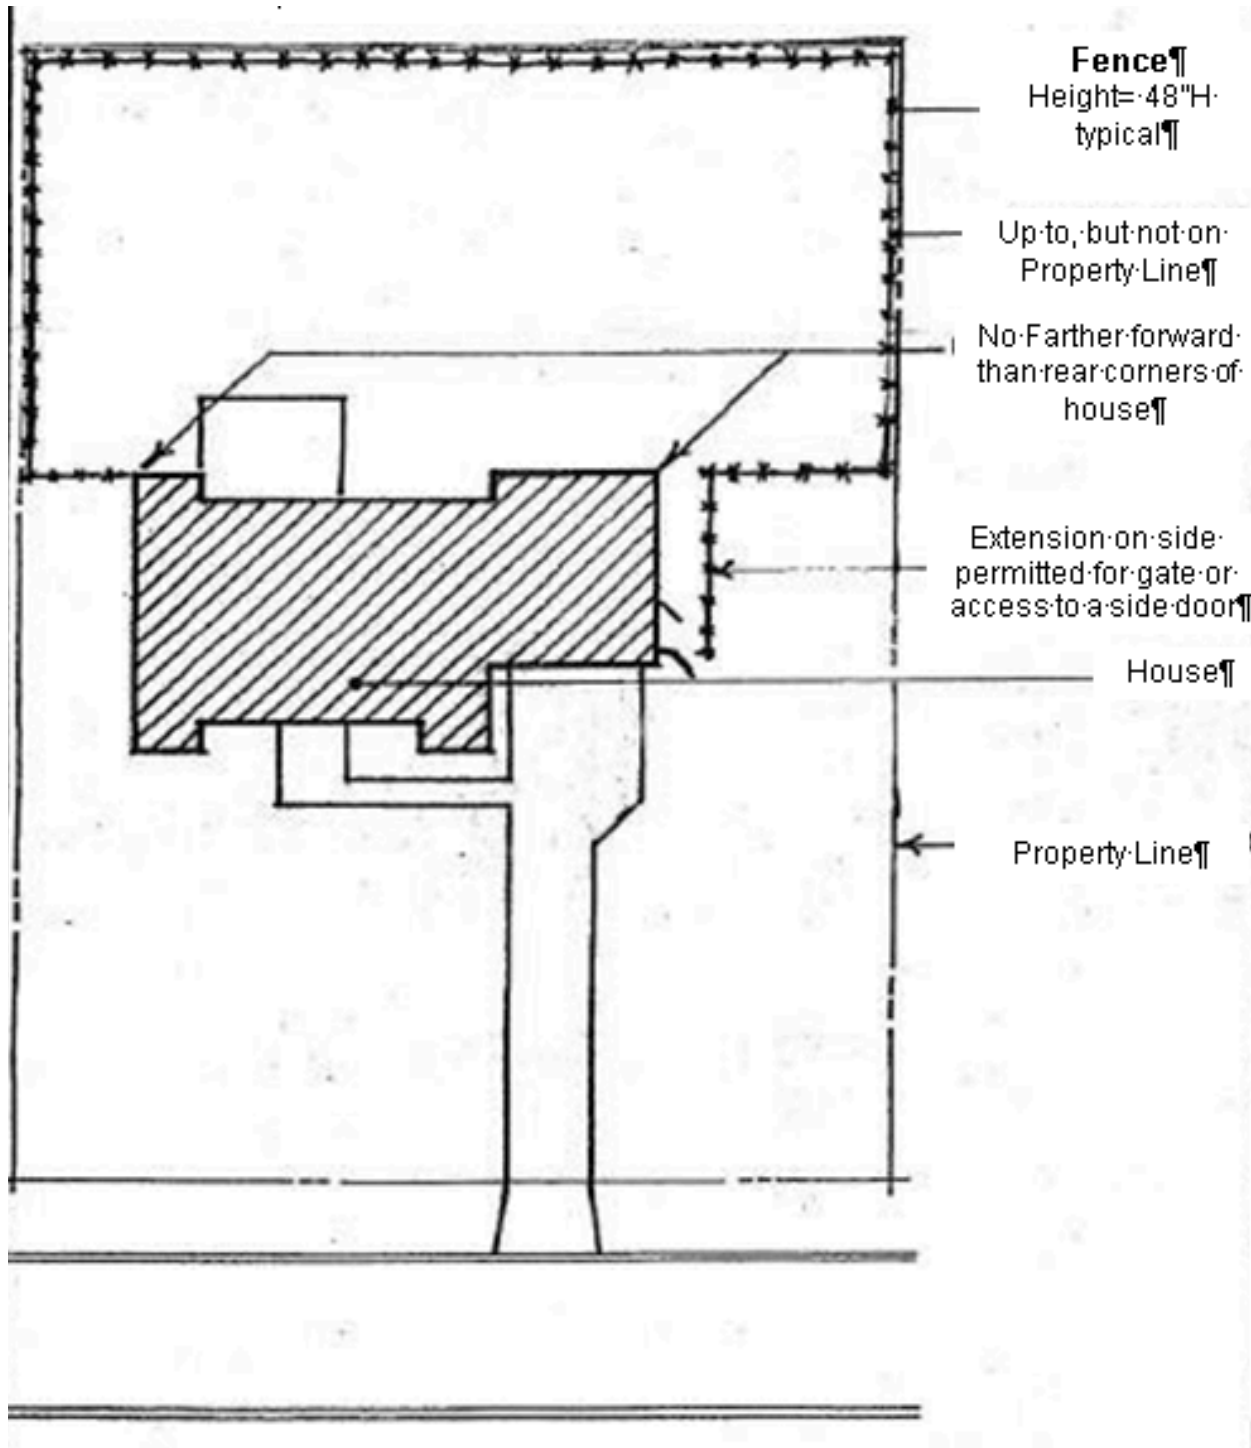 Fence¶
Height=·48"H·
typical¶
Up·to,·but·not·on·
Property·Line¶
No·Farther·forward·
than·rear·corners·of·
house¶
Extension·on·side·
permitted·for·gate·or·
access·to·a·side·door¶
House¶
Property·Line¶